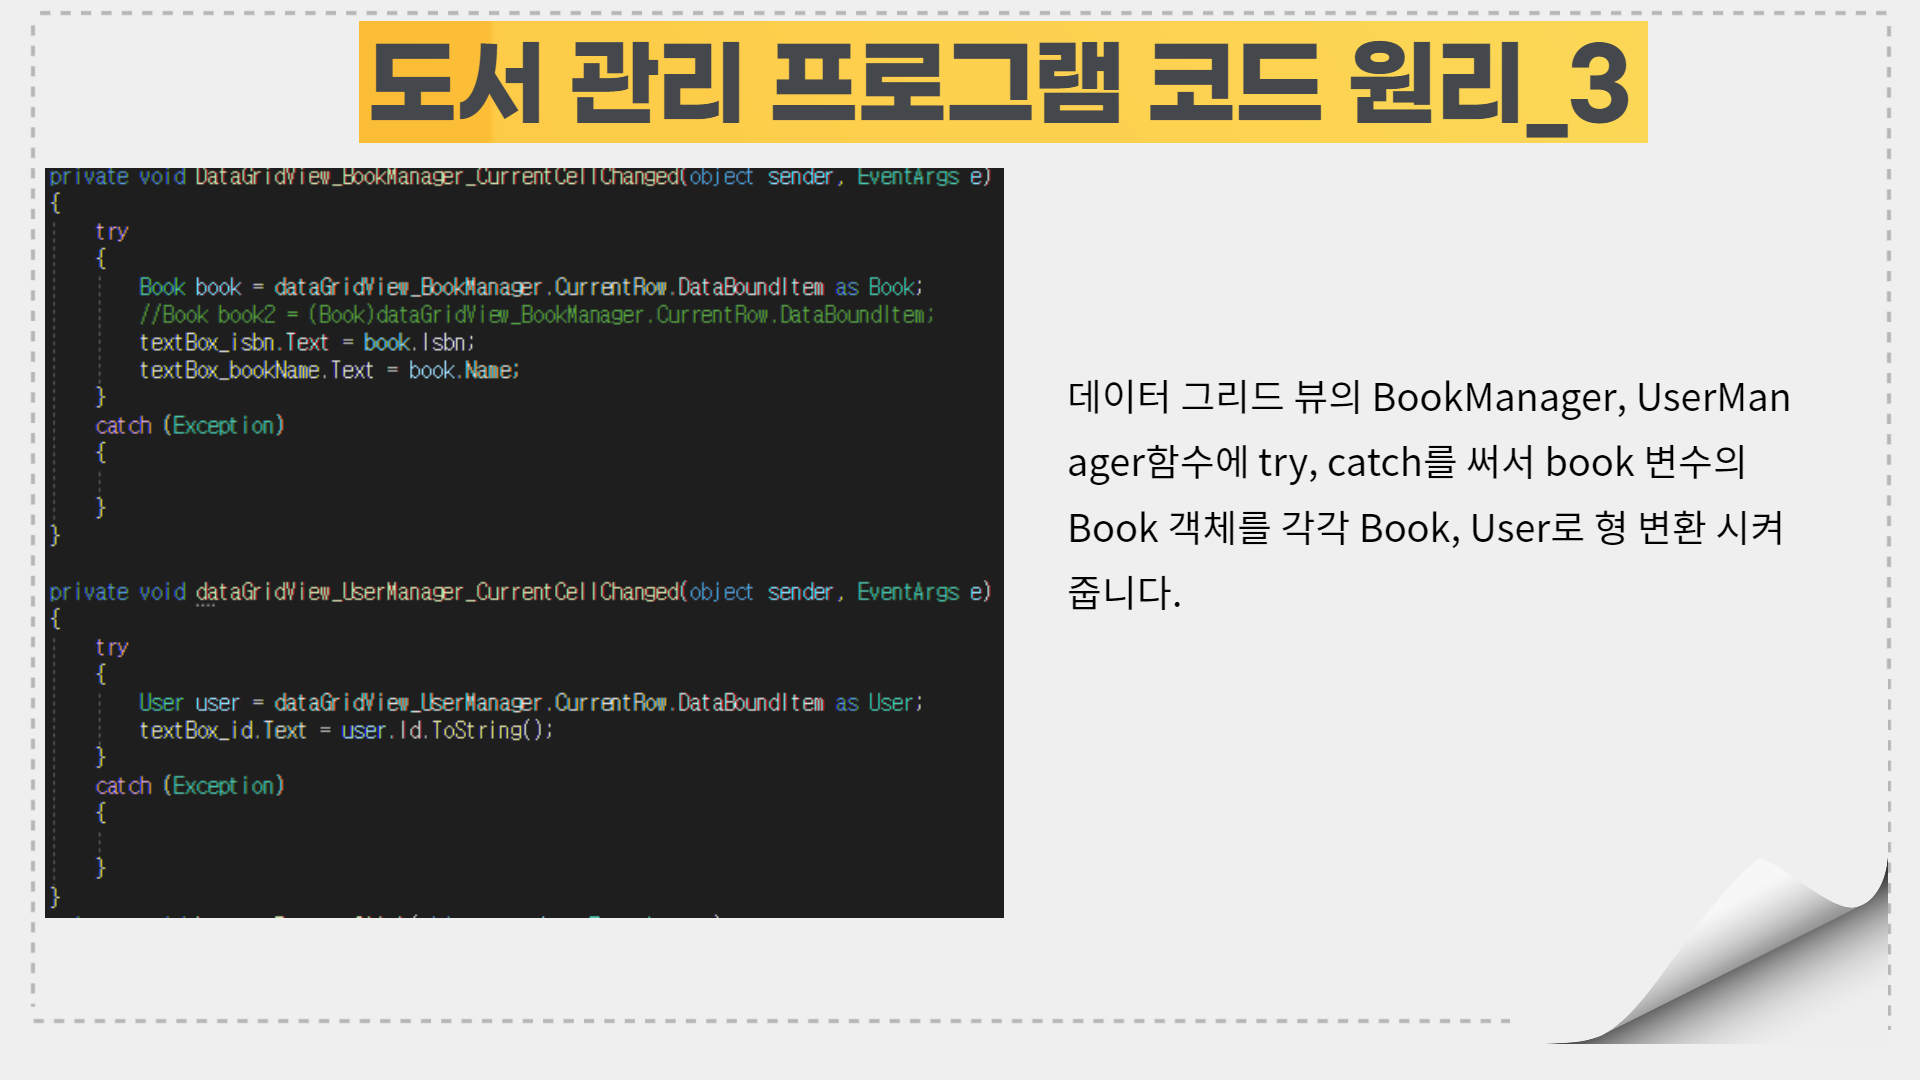 도서 관리 프로그램 코드 원리_3
private void DataGridView_BookManager_CurrentCellChanged(object sender, EventArgs e)
{
try
{
Book book = dataGridView_BookManager.CurrentRow.DataBoundItem as Book;
//Book book2 = (Book)dataGridView_BookManager.CurrentRow.DataBoundItem;
textBox_isbn.Text = book.Isbn;
textBox_bookName.Text = book.Name;
}
catch (Exception)
{
}
}
private void dataGridView_UserManager_CurrentCellChanged(object sender, EventArgs e)
{
try
{
User user = dataGridView_UserManager.CurrentRow.DataBoundItem as User;
textBox_id.Text = user.Id.ToString();
}
catch (Exception)
{
}
}
데이터 그리드 뷰의 BookManager, UserMan
ager함수에 try, catch를 써서 book 변수의
Book 객체를 각각 Book, User로 형 변환 시켜
줍니다.